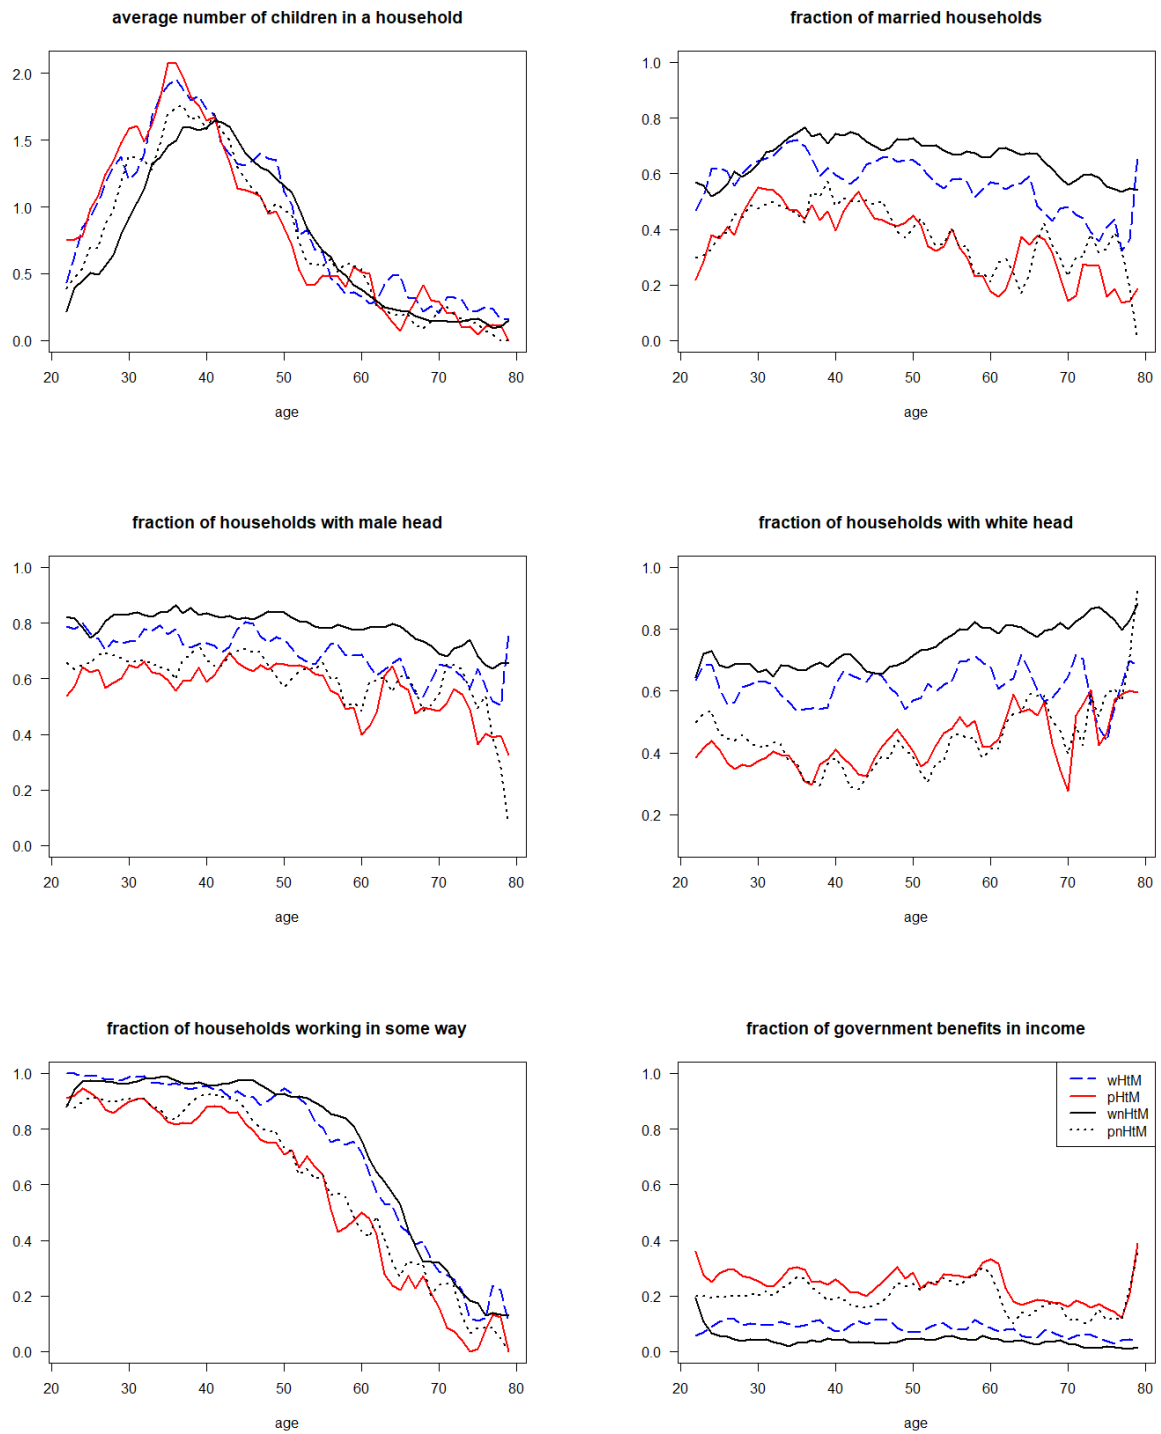 average number of children in a household
2.0
1.5
1.0
0.5
0.0
20 30 40 50 60 70 80
age
fraction of married households
1.0
0.8
0.6
0.4
0.2
0.0
20 30 40 50 60 70 80
age
fraction of households with male head
1.0
0.8
0.6
0.4
0.2
0.0
20 30 40 50 60 70 80
age
fraction of households with white head
1.0
0.8
0.6
0.4
0.2
20 30 40 50 60 70 80
age
fraction of households working in some way
1.0
0.8
0.6
0.4
0.2
0.0
20 30 40 50 60 70 80
age
fraction of government benefits in income
1.0
0.8
0.6
0.4
0.2
0.0
20 30 40 50 60 70 80
age
wHtM
pHtM
wnHtM
pnHtM